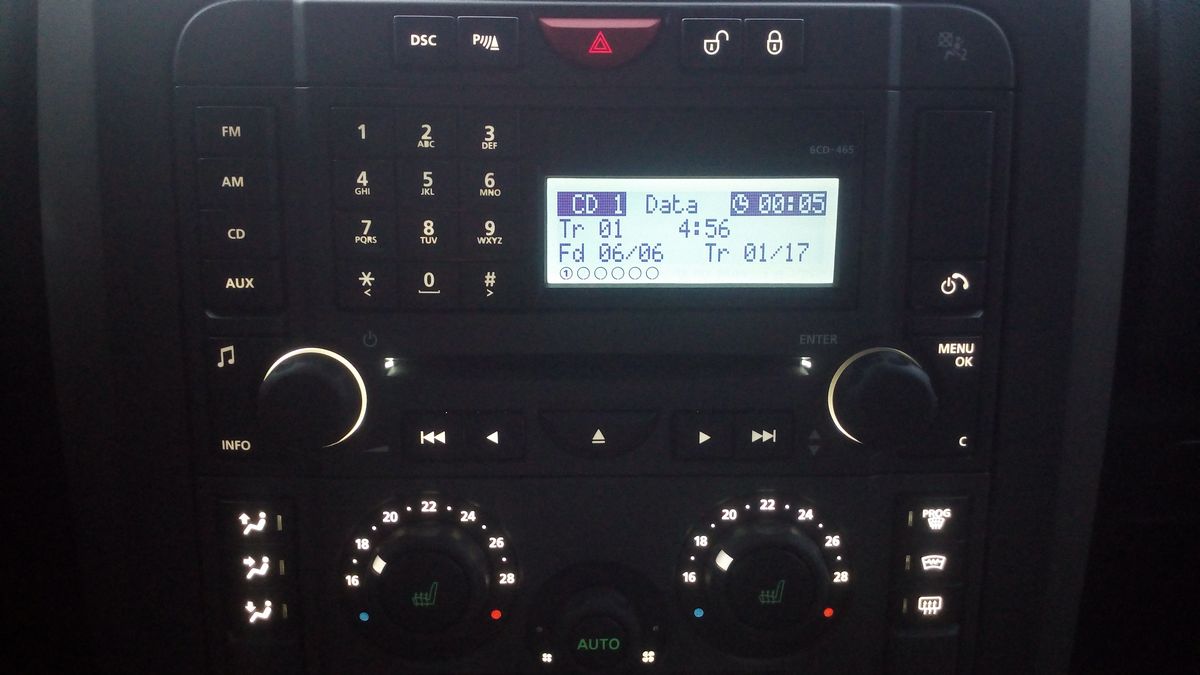 DSC P
6CD-465
FM 1 2 ABC 3 DEF
AM 4 GHI 5 JKL 6 MNO
CD 7 PQRS 8 TUV 9 WXYZ
AUX * < 0 # >
CD 1 Data 00:05
Tr 01 4:56
Fd 06/06 Tr 01/17
1
ENTER
MENU
OK
INFO
C
16 18 20 22 24 26 28
16 18 20 22 24 26 28
PROG
AUTO